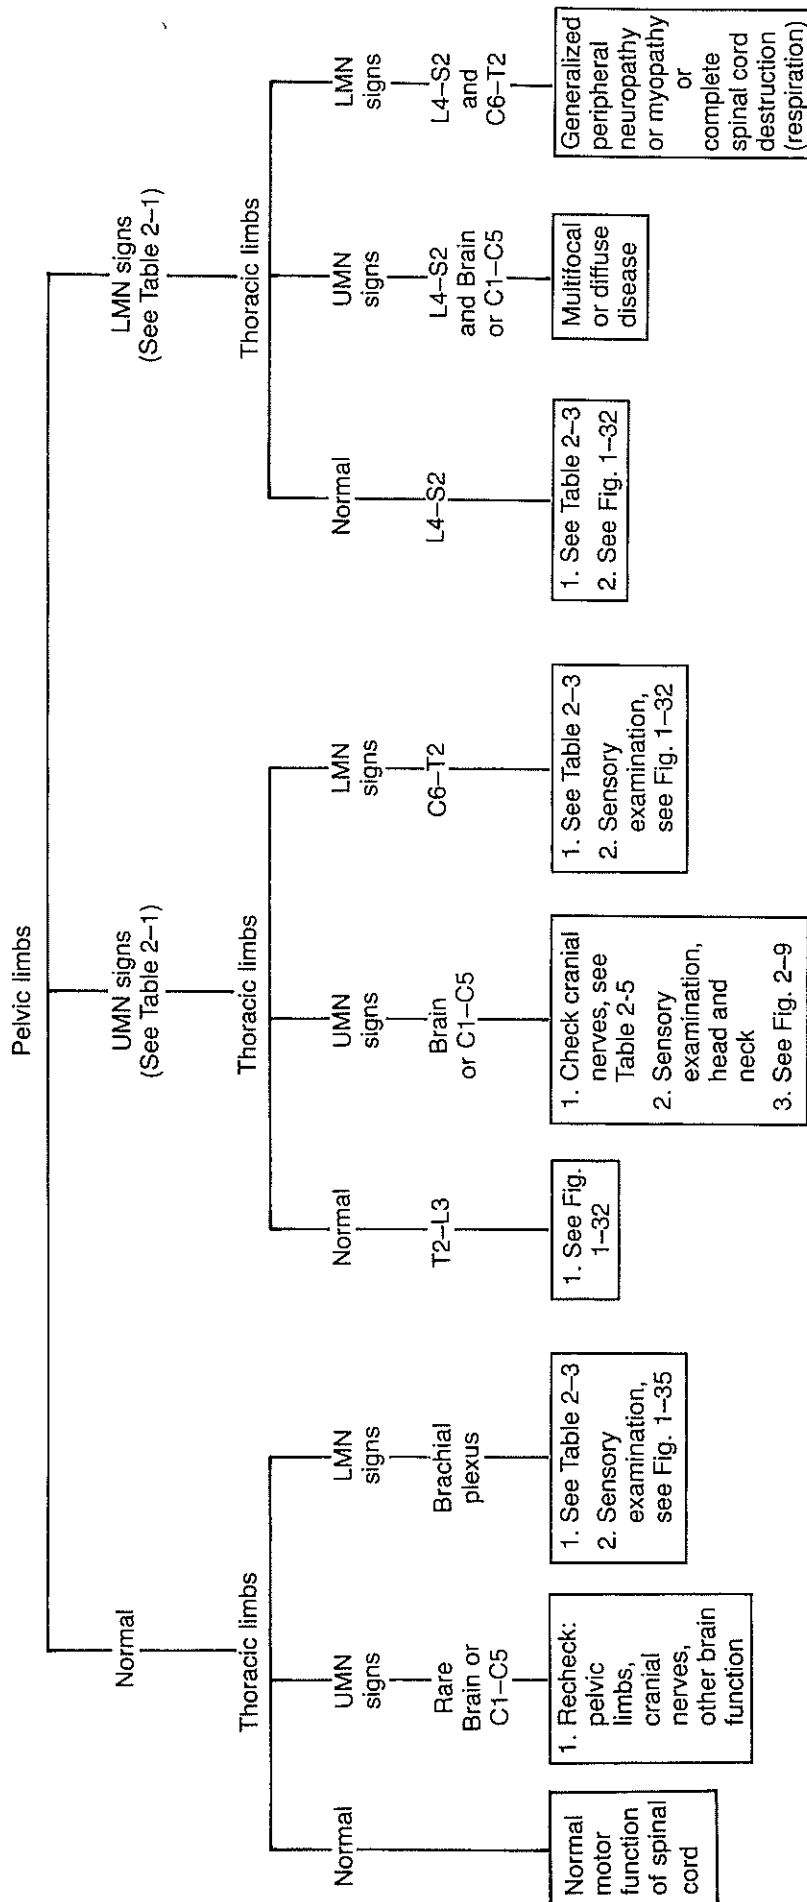 Pelvic limbs
Normal
UMN signs
(See Table 2–1)
LMN signs
(See Table 2–1)
Thoracic limbs
Thoracic limbs
Thoracic limbs
Normal
UMN
signs
LMN
signs
Normal
UMN
signs
LMN
signs
Normal
UMN
signs
LMN
signs
Rare
Brain or
C1–C5
Brachial
plexus
T2–L3
Brain
or C1–C5
C6–T2
L4–S2
L4–S2
and Brain
or C1–C5
L4–S2
and
C6–T2
Normal
motor
function
of spinal
cord
1. Recheck:
pelvic
limbs,
cranial
nerves,
other brain
function
1. See Table 2–3
2. Sensory
examination,
see Fig. 1–35
1. See Fig.
1–32
1. Check cranial
nerves, see
Table 2-5
2. Sensory
examination,
head and
neck
3. See Fig. 2–9
1. See Table 2–3
2. Sensory
examination,
see Fig. 1–32
1. See Table 2–3
2. See Fig. 1–32
Multifocal
or diffuse
disease
Generalized
peripheral
neuropathy
or myopathy
or
complete
spinal cord
destruction
(respiration)